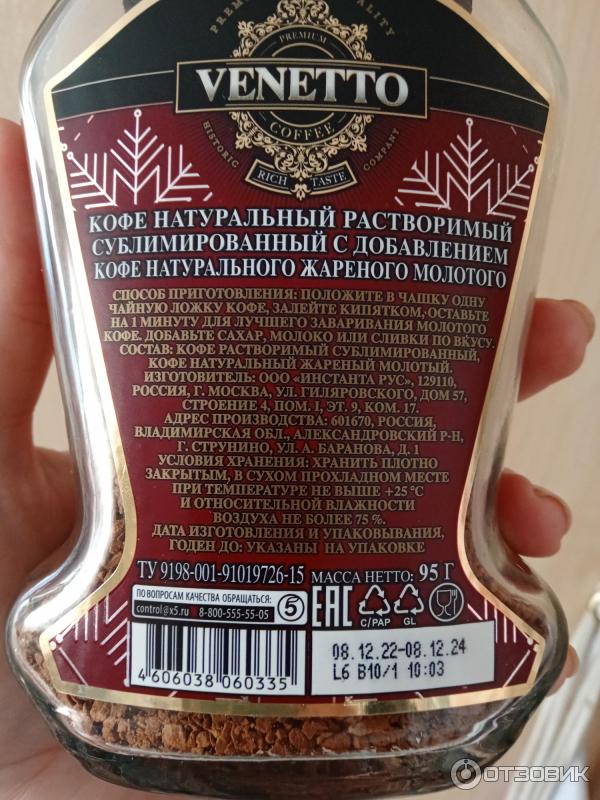 PREMIUM
COFFEE
VENETTO
HISTORIC
COMPANY
RICH TASTE
КОФЕ НАТУРАЛЬНЫЙ РАСТВОРИМЫЙ
СУБЛИМИРОВАННЫЙ С ДОБАВЛЕНИЕМ
КОФЕ НАТУРАЛЬНОГО ЖАРЕНОГО МОЛОТОГО
СПОСОБ ПРИГОТОВЛЕНИЯ: ПОЛОЖИТЕ В ЧАШКУ ОДНУ
ЧАЙНУЮ ЛОЖКУ КОФЕ, ЗАЛЕЙТЕ КИПЯТКОМ, ОСТАВЬТЕ
НА 1 МИНУТУ ДЛЯ ЛУЧШЕГО ЗАВАРИВАНИЯ МОЛОТОГО
КОФЕ. ДОБАВЬТЕ САХАР, МОЛОКО ИЛИ СЛИВКИ ПО ВКУСУ.
СОСТАВ: КОФЕ РАСТВОРИМЫЙ СУБЛИМИРОВАННЫЙ,
КОФЕ НАТУРАЛЬНЫЙ ЖАРЕНЫЙ МОЛОТЫЙ.
ИЗГОТОВИТЕЛЬ: ООО «ИНСТАНТА РУС», 129110,
РОССИЯ, Г. МОСКВА, УЛ. ГИЛЯРОВСКОГО, ДОМ 57,
СТРОЕНИЕ 4, ПОМ. I, ЭТ. 9, КОМ. 17.
АДРЕС ПРОИЗВОДСТВА: 601670, РОССИЯ,
ВЛАДИМИРСКАЯ ОБЛ., АЛЕКСАНДРОВСКИЙ Р-Н,
Г. СТРУНИНО, УЛ. А. БАРАНОВА, Д. 1
УСЛОВИЯ ХРАНЕНИЯ: ХРАНИТЬ ПЛОТНО
ЗАКРЫТЫМ, В СУХОМ ПРОХЛАДНОМ МЕСТЕ
ПРИ ТЕМПЕРАТУРЕ НЕ ВЫШЕ +25 °С
И ОТНОСИТЕЛЬНОЙ ВЛАЖНОСТИ
ВОЗДУХА НЕ БОЛЕЕ 75 %.
ДАТА ИЗГОТОВЛЕНИЯ И УПАКОВЫВАНИЯ,
ГОДЕН ДО: УКАЗАНЫ НА УПАКОВКЕ
ТУ 9198-001-91019726-15 МАССА НЕТТО: 95 Г
ПО ВОПРОСАМ КАЧЕСТВА ОБРАЩАТЬСЯ:
control@x5.ru 8-800-555-55-05
5
EAC
C/PAP GL
4 606038 060335
08.12.22-08.12.24
L6 B10/1 10:03
ОТЗОВИК